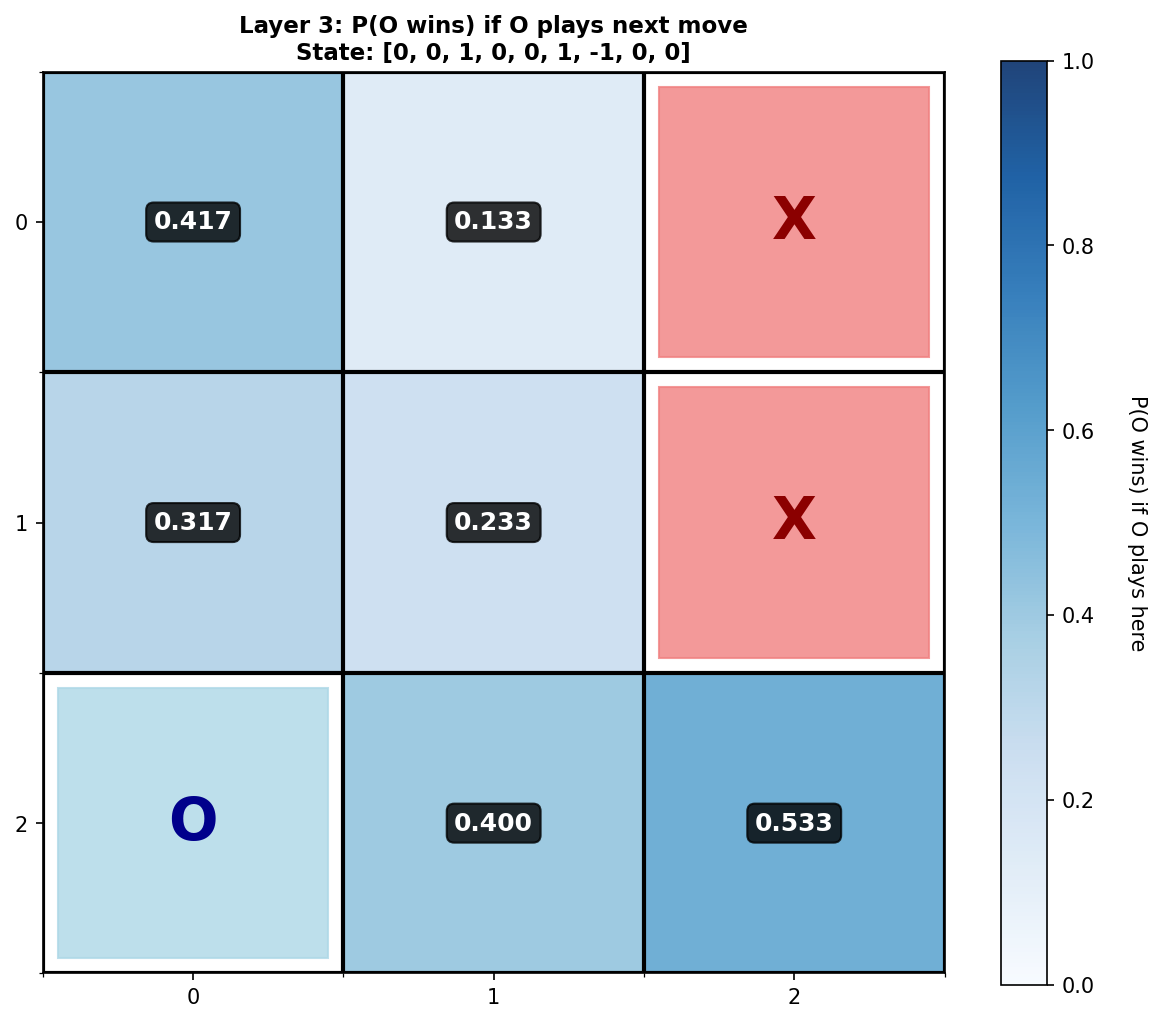 Layer 3: P(O wins) if O plays next move
State: [0, 0, 1, 0, 0, 1, -1, 0, 0]
0 0.417 0.133 X
1 0.317 0.233 X
2 O 0.400 0.533
0 1 2
1.0
0.8
0.6
0.4
0.2
0.0
P(O wins) if O plays here